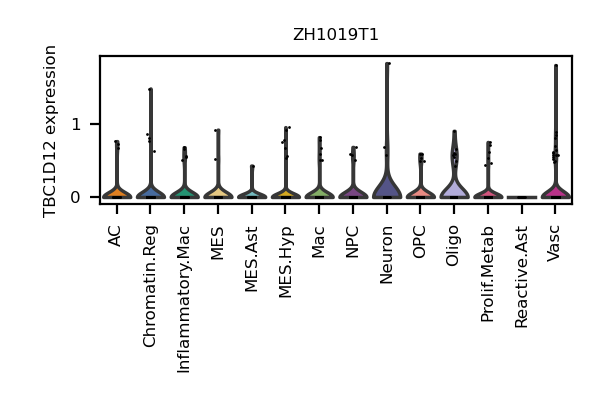 ZH1019T1
TBC1D12 expression
1
0
AC
Chromatin.Reg
Inflammatory.Mac
MES
MES.Ast
MES.Hyp
Mac
NPC
Neuron
OPC
Oligo
Prolif.Metab
Reactive.Ast
Vasc